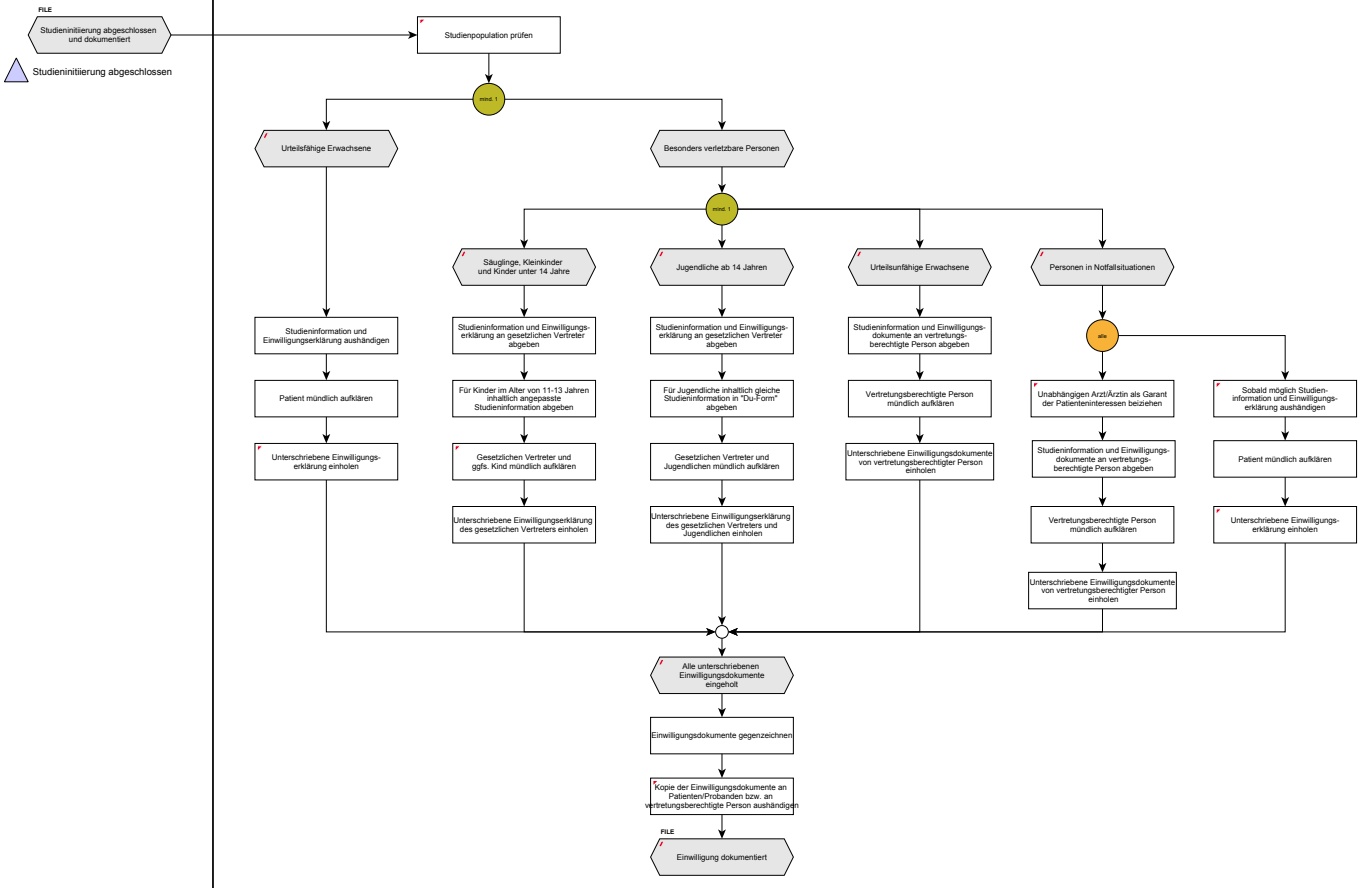 FILE
Studieninitiierung abgeschlossen
und dokumentiert
Studieninitiierung abgeschlossen
Studienpopulation prüfen
mind. 1
Urteilsfähige Erwachsene
Besonders verletzbare Personen
mind. 1
Säuglinge, Kleinkinder
und Kinder unter 14 Jahre
Jugendliche ab 14 Jahren
Urteilsunfähige Erwachsene
Personen in Notfallsituationen
Studieninformation und
Einwilligungserklärung aushändigen
Studieninformation und Einwilligungs-
erklärung an gesetzlichen Vertreter
abgeben
Studieninformation und Einwilligungs-
erklärung an gesetzlichen Vertreter
abgeben
Studieninformation und Einwilligungs-
dokumente an vertretungs-
berechtigte Person abgeben
alle
Patient mündlich aufklären
Für Kinder im Alter von 11-13 Jahren
inhaltlich angepasste
Studieninformation abgeben
Für Jugendliche inhaltlich gleiche
Studieninformation in "Du-Form"
abgeben
Vertretungsberechtigte Person
mündlich aufklären
Unabhängigen Arzt/Ärztin als Garant
der Patienteninteressen beiziehen
Sobald möglich Studien-
information und Einwilligungs-
erklärung aushändigen
Unterschriebene Einwilligungs-
erklärung einholen
Gesetzlichen Vertreter und
ggfs. Kind mündlich aufklären
Gesetzlichen Vertreter und
Jugendlichen mündlich aufklären
Unterschriebene Einwilligungsdokumente
von vertretungsberechtigter Person
einholen
Studieninformation und Einwilligungs-
dokumente an vertretungs-
berechtigte Person abgeben
Patient mündlich aufklären
Unterschriebene Einwilligungserklärung
des gesetzlichen Vertreters einholen
Unterschriebene Einwilligungserklärung
des gesetzlichen Vertreters und
Jugendlichen einholen
Vertretungsberechtigte Person
mündlich aufklären
Unterschriebene Einwilligungs-
erklärung einholen
Unterschriebene Einwilligungsdokumente
von vertretungsberechtigter Person
einholen
Alle unterschriebenen
Einwilligungsdokumente
eingeholt
Einwilligungsdokumente gegenzeichnen
Kopie der Einwilligungsdokumente an
Patienten/Probanden bzw. an
vertretungsberechtigte Person aushändigen
FILE
Einwilligung dokumentiert